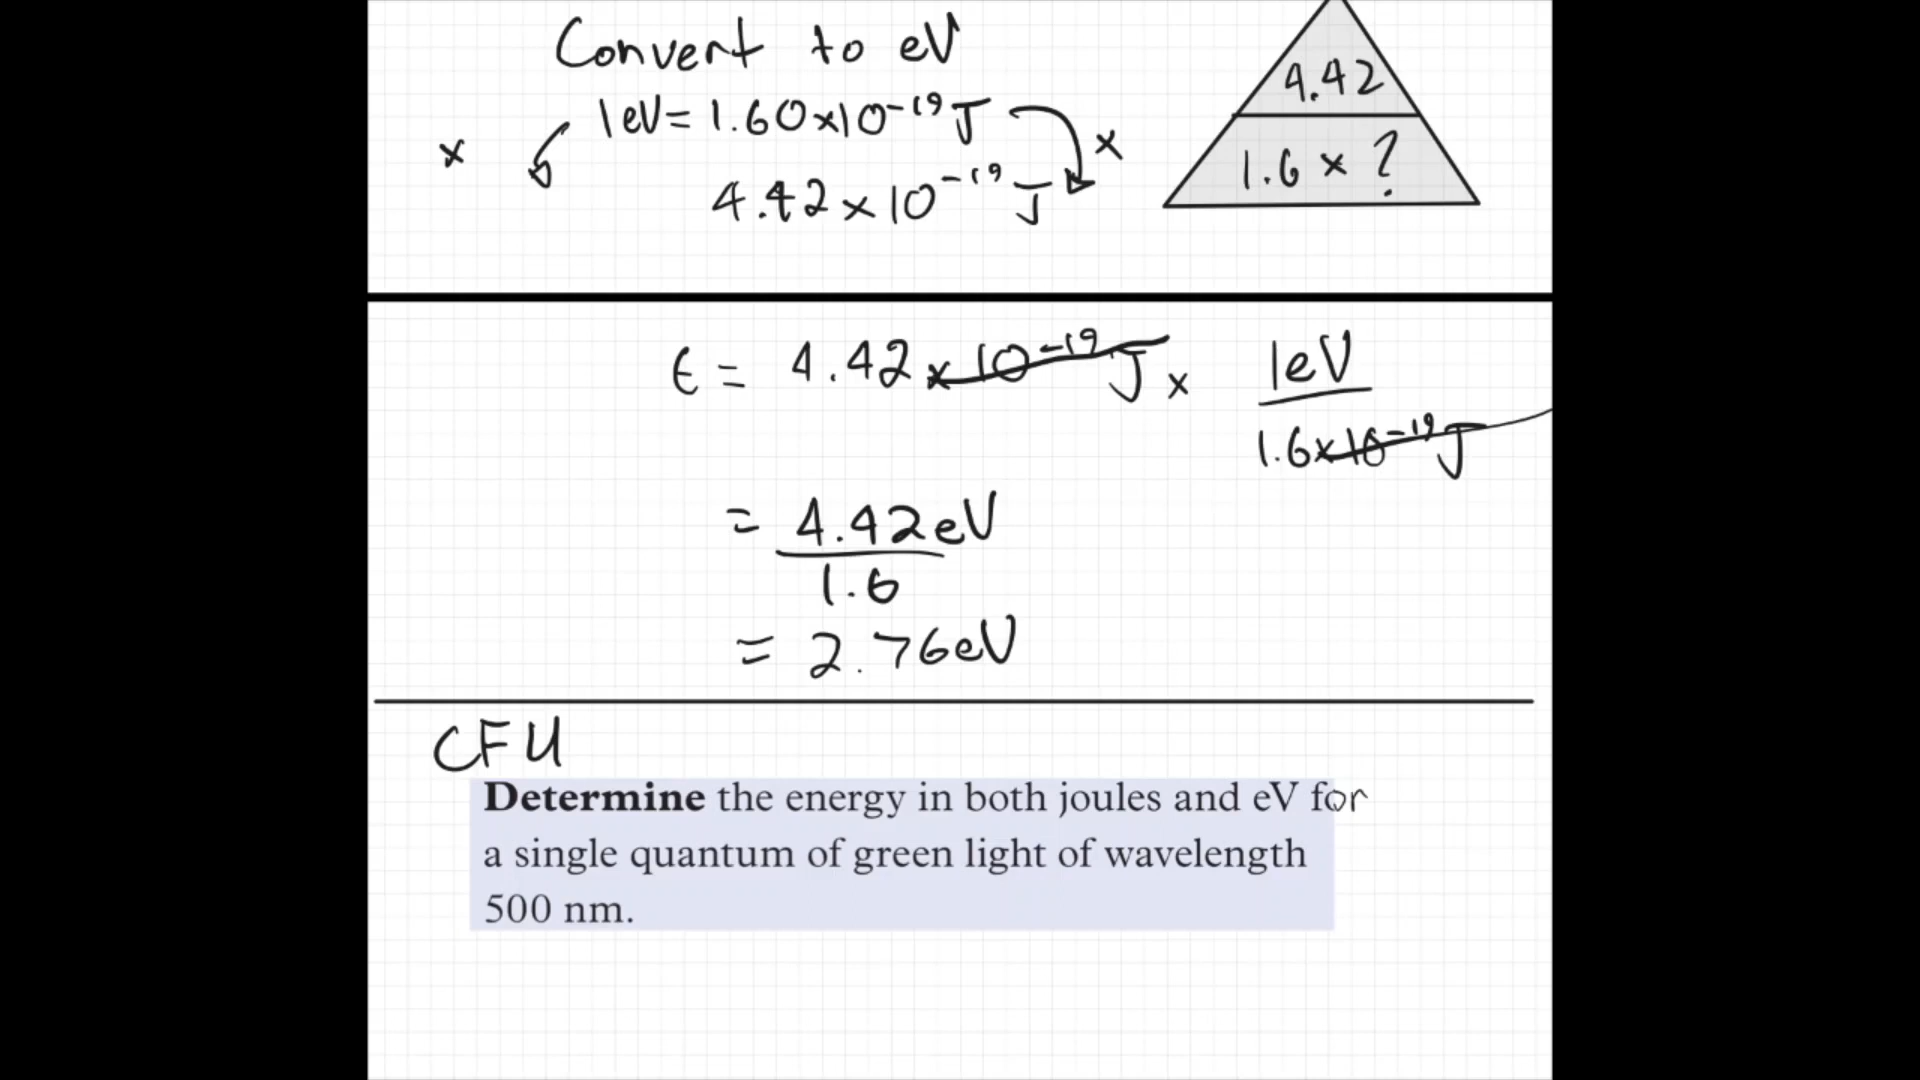 Convert to eV
1eV = 1.60×10⁻¹⁹ J
×
×
4.42×10⁻¹⁹ J
4.42
1.6 × ?
E = 4.42 × 10⁻¹⁹ J × 1eV
1.6×10⁻¹⁹ J
= 4.42eV
1.6
= 2.76eV
CFU
Determine the energy in both joules and eV for
a single quantum of green light of wavelength
500 nm.